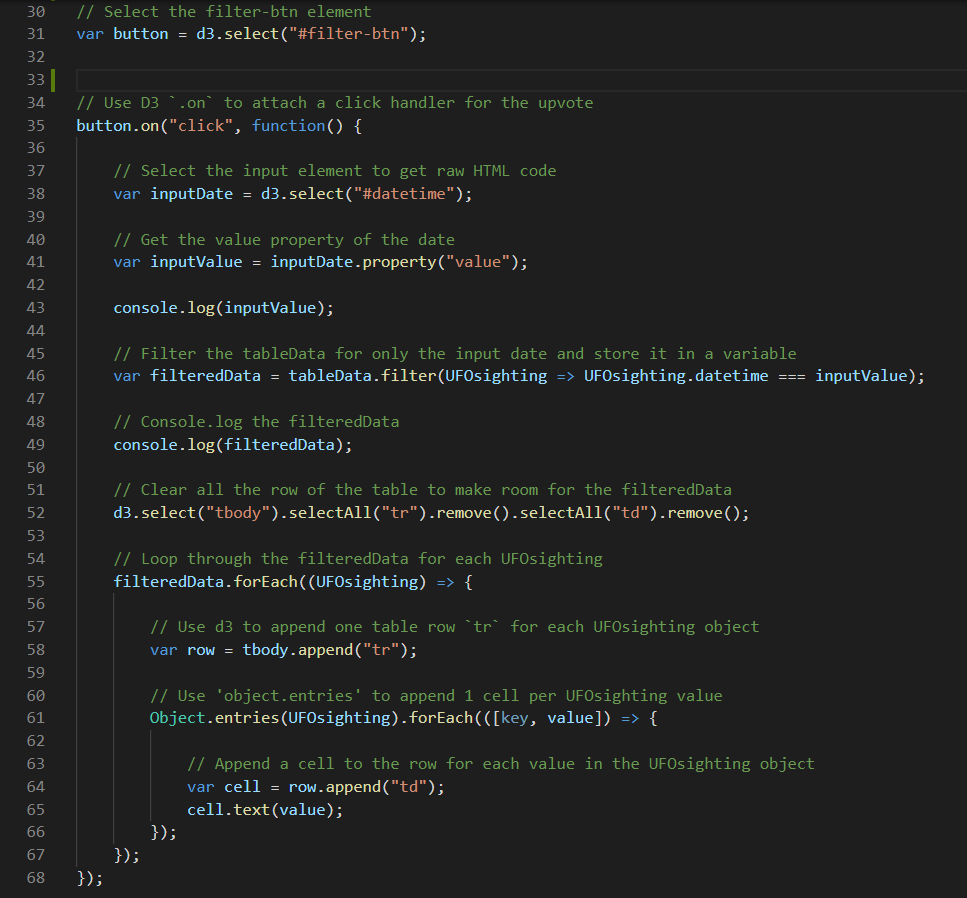 30 // Select the filter-btn element
31 var button = d3.select("#filter-btn");
32
33
34 // Use D3 `.on` to attach a click handler for the upvote
35 button.on("click", function() {
36
37 // Select the input element to get raw HTML code
38 var inputDate = d3.select("#datetime");
39
40 // Get the value property of the date
41 var inputValue = inputDate.property("value");
42
43 console.log(inputValue);
44
45 // Filter the tableData for only the input date and store it in a variable
46 var filteredData = tableData.filter(UFOsighting => UFOsighting.datetime === inputValue);
47
48 // Console.log the filteredData
49 console.log(filteredData);
50
51 // Clear all the row of the table to make room for the filteredData
52 d3.select("tbody").selectAll("tr").remove().selectAll("td").remove();
53
54 // Loop through the filteredData for each UFOsighting
55 filteredData.forEach((UFOsighting) => {
56
57 // Use d3 to append one table row `tr` for each UFOsighting object
58 var row = tbody.append("tr");
59
60 // Use 'object.entries' to append 1 cell per UFOsighting value
61 Object.entries(UFOsighting).forEach(([key, value]) => {
62
63 // Append a cell to the row for each value in the UFOsighting object
64 var cell = row.append("td");
65 cell.text(value);
66 });
67 });
68 });